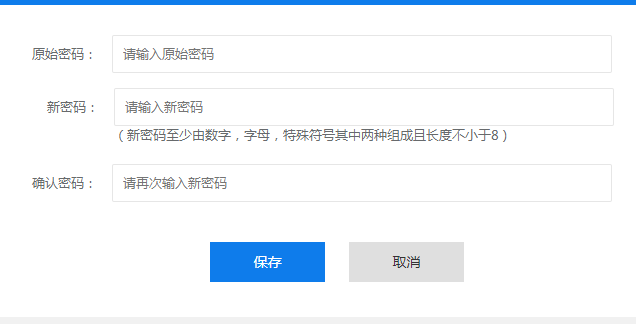 原始密码： 请输入原始密码
新密码： 请输入新密码
（新密码至少由数字，字母，特殊符号其中两种组成且长度不小于8）
确认密码： 请再次输入新密码
保存 取消